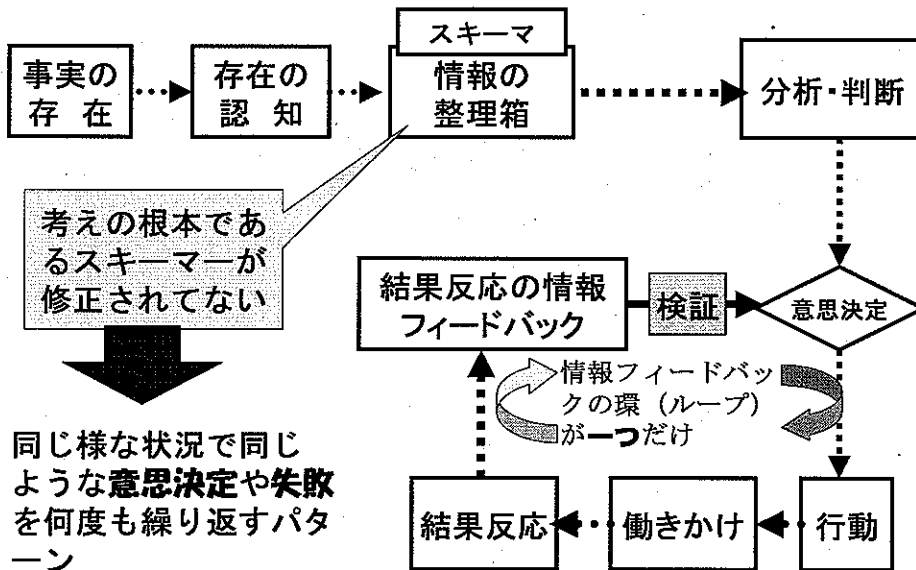 スキーマ
事実の
存 在
存在の
認 知
情報の
整理箱
分析・判断
考えの根本であ
るスキーマーが
修正されてない
結果反応の情報
フィードバック
検証
意思決定
情報フィードバッ
クの環（ループ）
が一つだけ
同じ様な状況で同じ
ような意思決定や失敗
を何度も繰り返すパタ
ーン
結果反応
働きかけ
行動